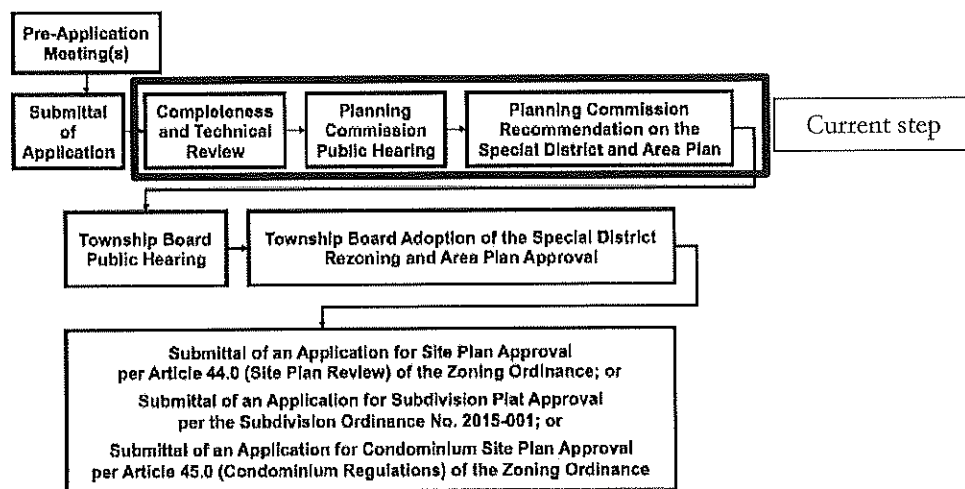 Pre-Application
Meeting(s)
Submittal
of
Application
Completeness
and Technical
Review
Planning
Commission
Public Hearing
Planning Commission
Recommendation on the
Special District and Area Plan
Current step
Township Board
Public Hearing
Township Board Adoption of the Special District
Rezoning and Area Plan Approval
Submittal of an Application for Site Plan Approval
per Article 44.0 (Site Plan Review) of the Zoning Ordinance; or
Submittal of an Application for Subdivision Plat Approval
per the Subdivision Ordinance No. 2015-001; or
Submittal of an Application for Condominium Site Plan Approval
per Article 45.0 (Condominium Regulations) of the Zoning Ordinance